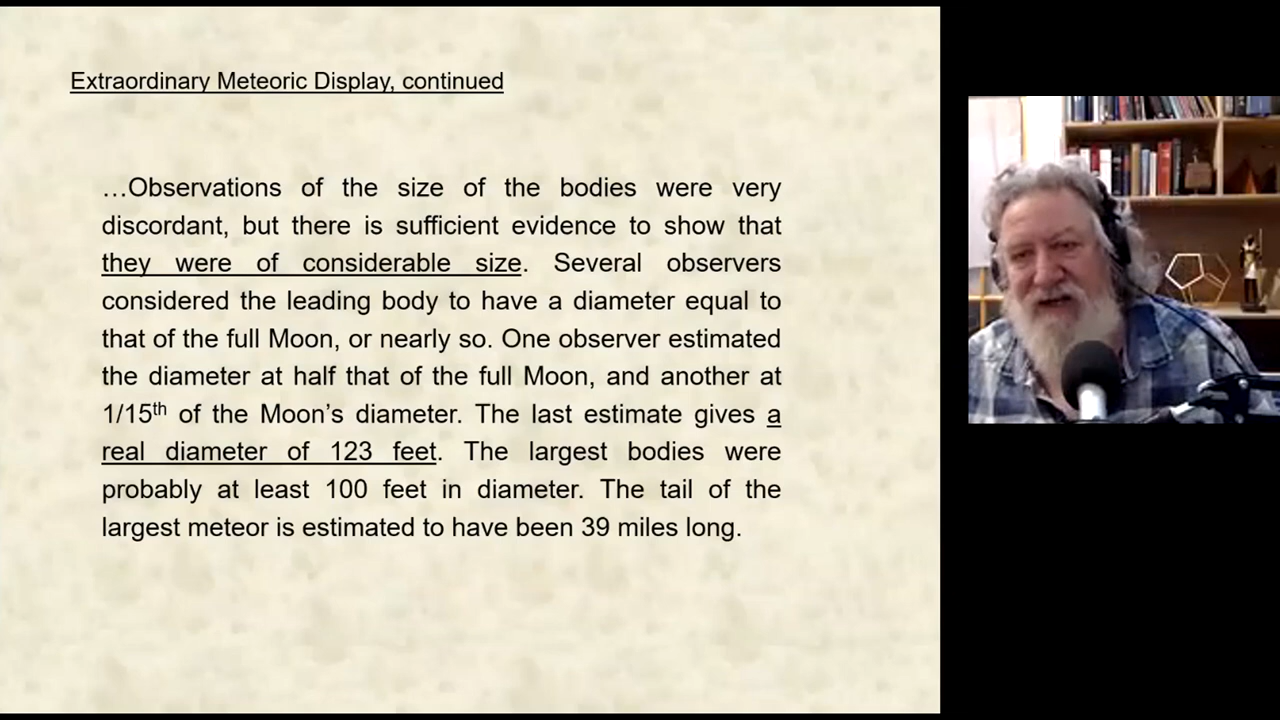 Extraordinary Meteoric Display, continued
…Observations of the size of the bodies were very
discordant, but there is sufficient evidence to show that
they were of considerable size. Several observers
considered the leading body to have a diameter equal to
that of the full Moon, or nearly so. One observer estimated
the diameter at half that of the full Moon, and another at
1/15th of the Moon’s diameter. The last estimate gives a
real diameter of 123 feet. The largest bodies were
probably at least 100 feet in diameter. The tail of the
largest meteor is estimated to have been 39 miles long.